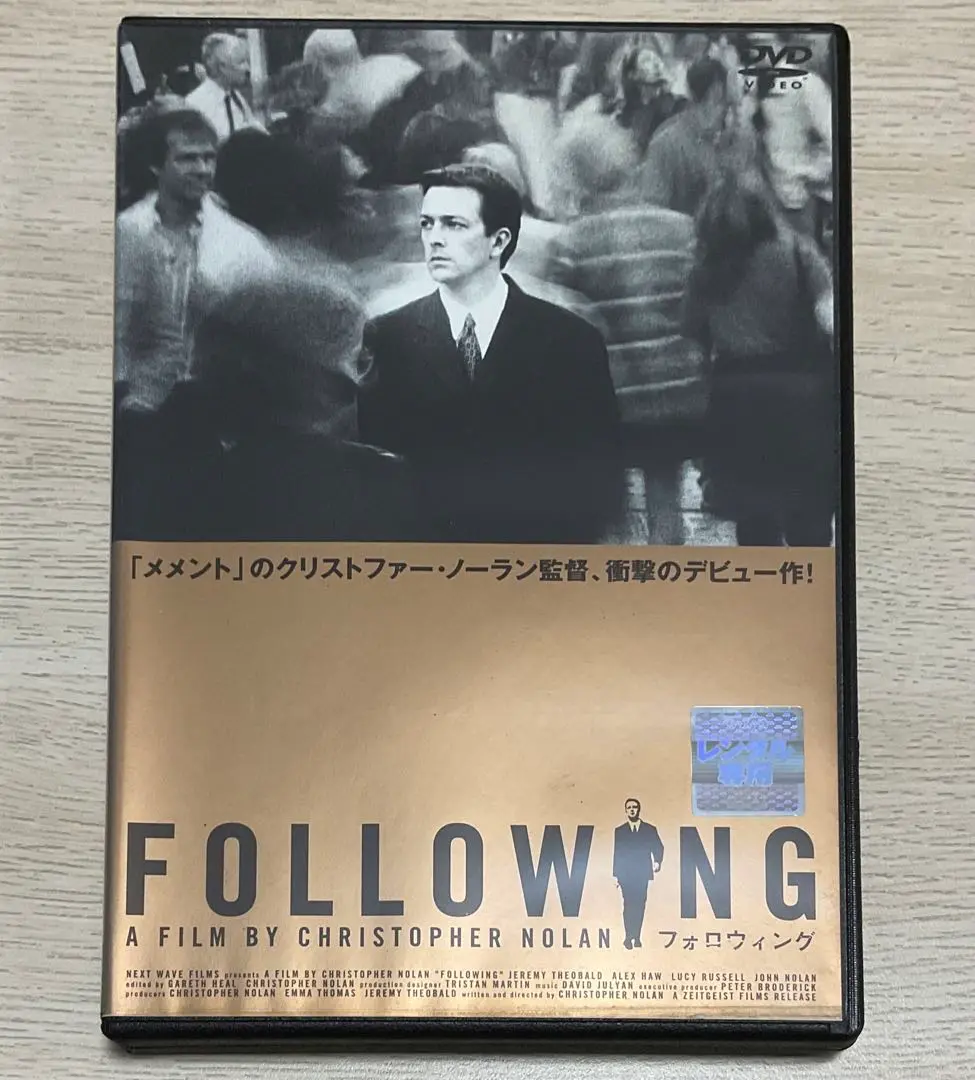 DVD
VIDEO
「メメント」のクリストファー・ノーラン監督、衝撃のデビュー作!
レンタル
専用
FOLLOWING
A FILM BY CHRISTOPHER NOLAN フォロウィング
NEXT WAVE FILMS presents A FILM BY CHRISTOPHER NOLAN "FOLLOWING" JEREMY THEOBALD ALEX HAW LUCY RUSSELL JOHN NOLAN
edited by GARETH HEAL CHRISTOPHER NOLAN production designer TRISTAN MARTIN music DAVID JULYAN executive producer PETER BRODERICK
producers CHRISTOPHER NOLAN EMMA THOMAS JEREMY THEOBALD written and directed by CHRISTOPHER NOLAN A ZEITGEIST FILMS RELEASE